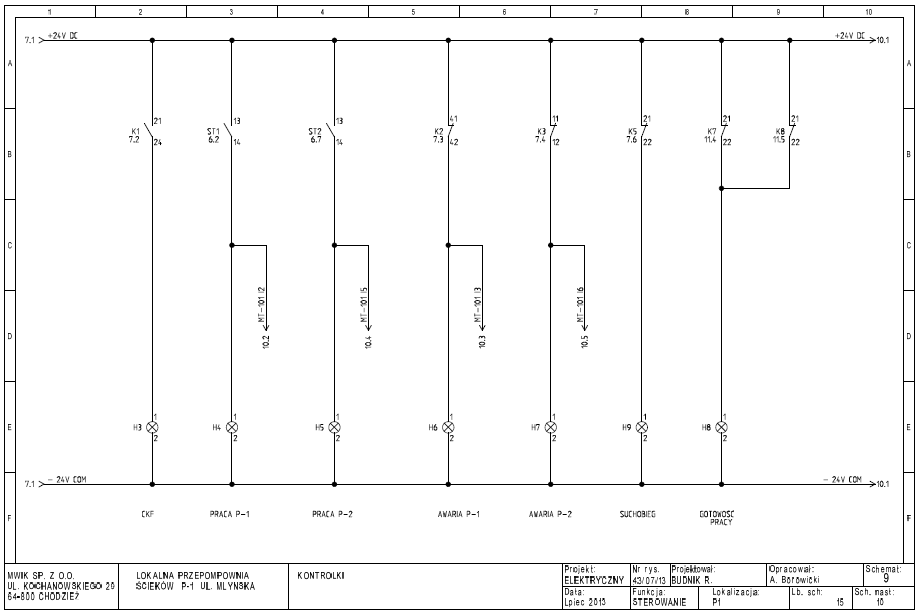 1 2 3 4 5 6 7 8 9 10
7.1 +24V DC +24V DC 10.1
A A
K1 7.2 21 24
ST1 6.2 13 14
ST2 6.7 13 14
K2 7.3 41 42
K3 7.4 11 12
K5 7.6 21 22
K7 11.4 21 22
K8 11.5 21 22
B B
C C
MT-101 I2 10.2
MT-101 I5 10.4
MT-101 I3 10.3
MT-101 I6 10.5
D D
H3 1 2
H4 1 2
H5 1 2
H6 1 2
H7 1 2
H9 1 2
H8 1 2
E E
7.1 - 24V COM - 24V COM 10.1
F F
CKF
PRACA P-1
PRACA P-2
AWARIA P-1
AWARIA P-2
SUCHOBIEG
GOTOWOŚĆ
PRACY
MWIK SP. Z O.O.
UL. KOCHANOWSKIEGO 29
64-800 CHODZIEŻ
LOKALNA PRZEPOMPOWNIA
ŚCIEKÓW P-1 UL. MŁYŃSKA
KONTROLKI
Projekt:
ELEKTRYCZNY
Nr rys.
43/07/13
Projektował:
BUDNIK R.
Opracował:
A. Borowicki
Schemat:
9
Data:
Lpiec 2013
Funkcja:
STEROWANIE
Lokalizacja:
P1
Lb. sch:
15
Sch. nast:
10